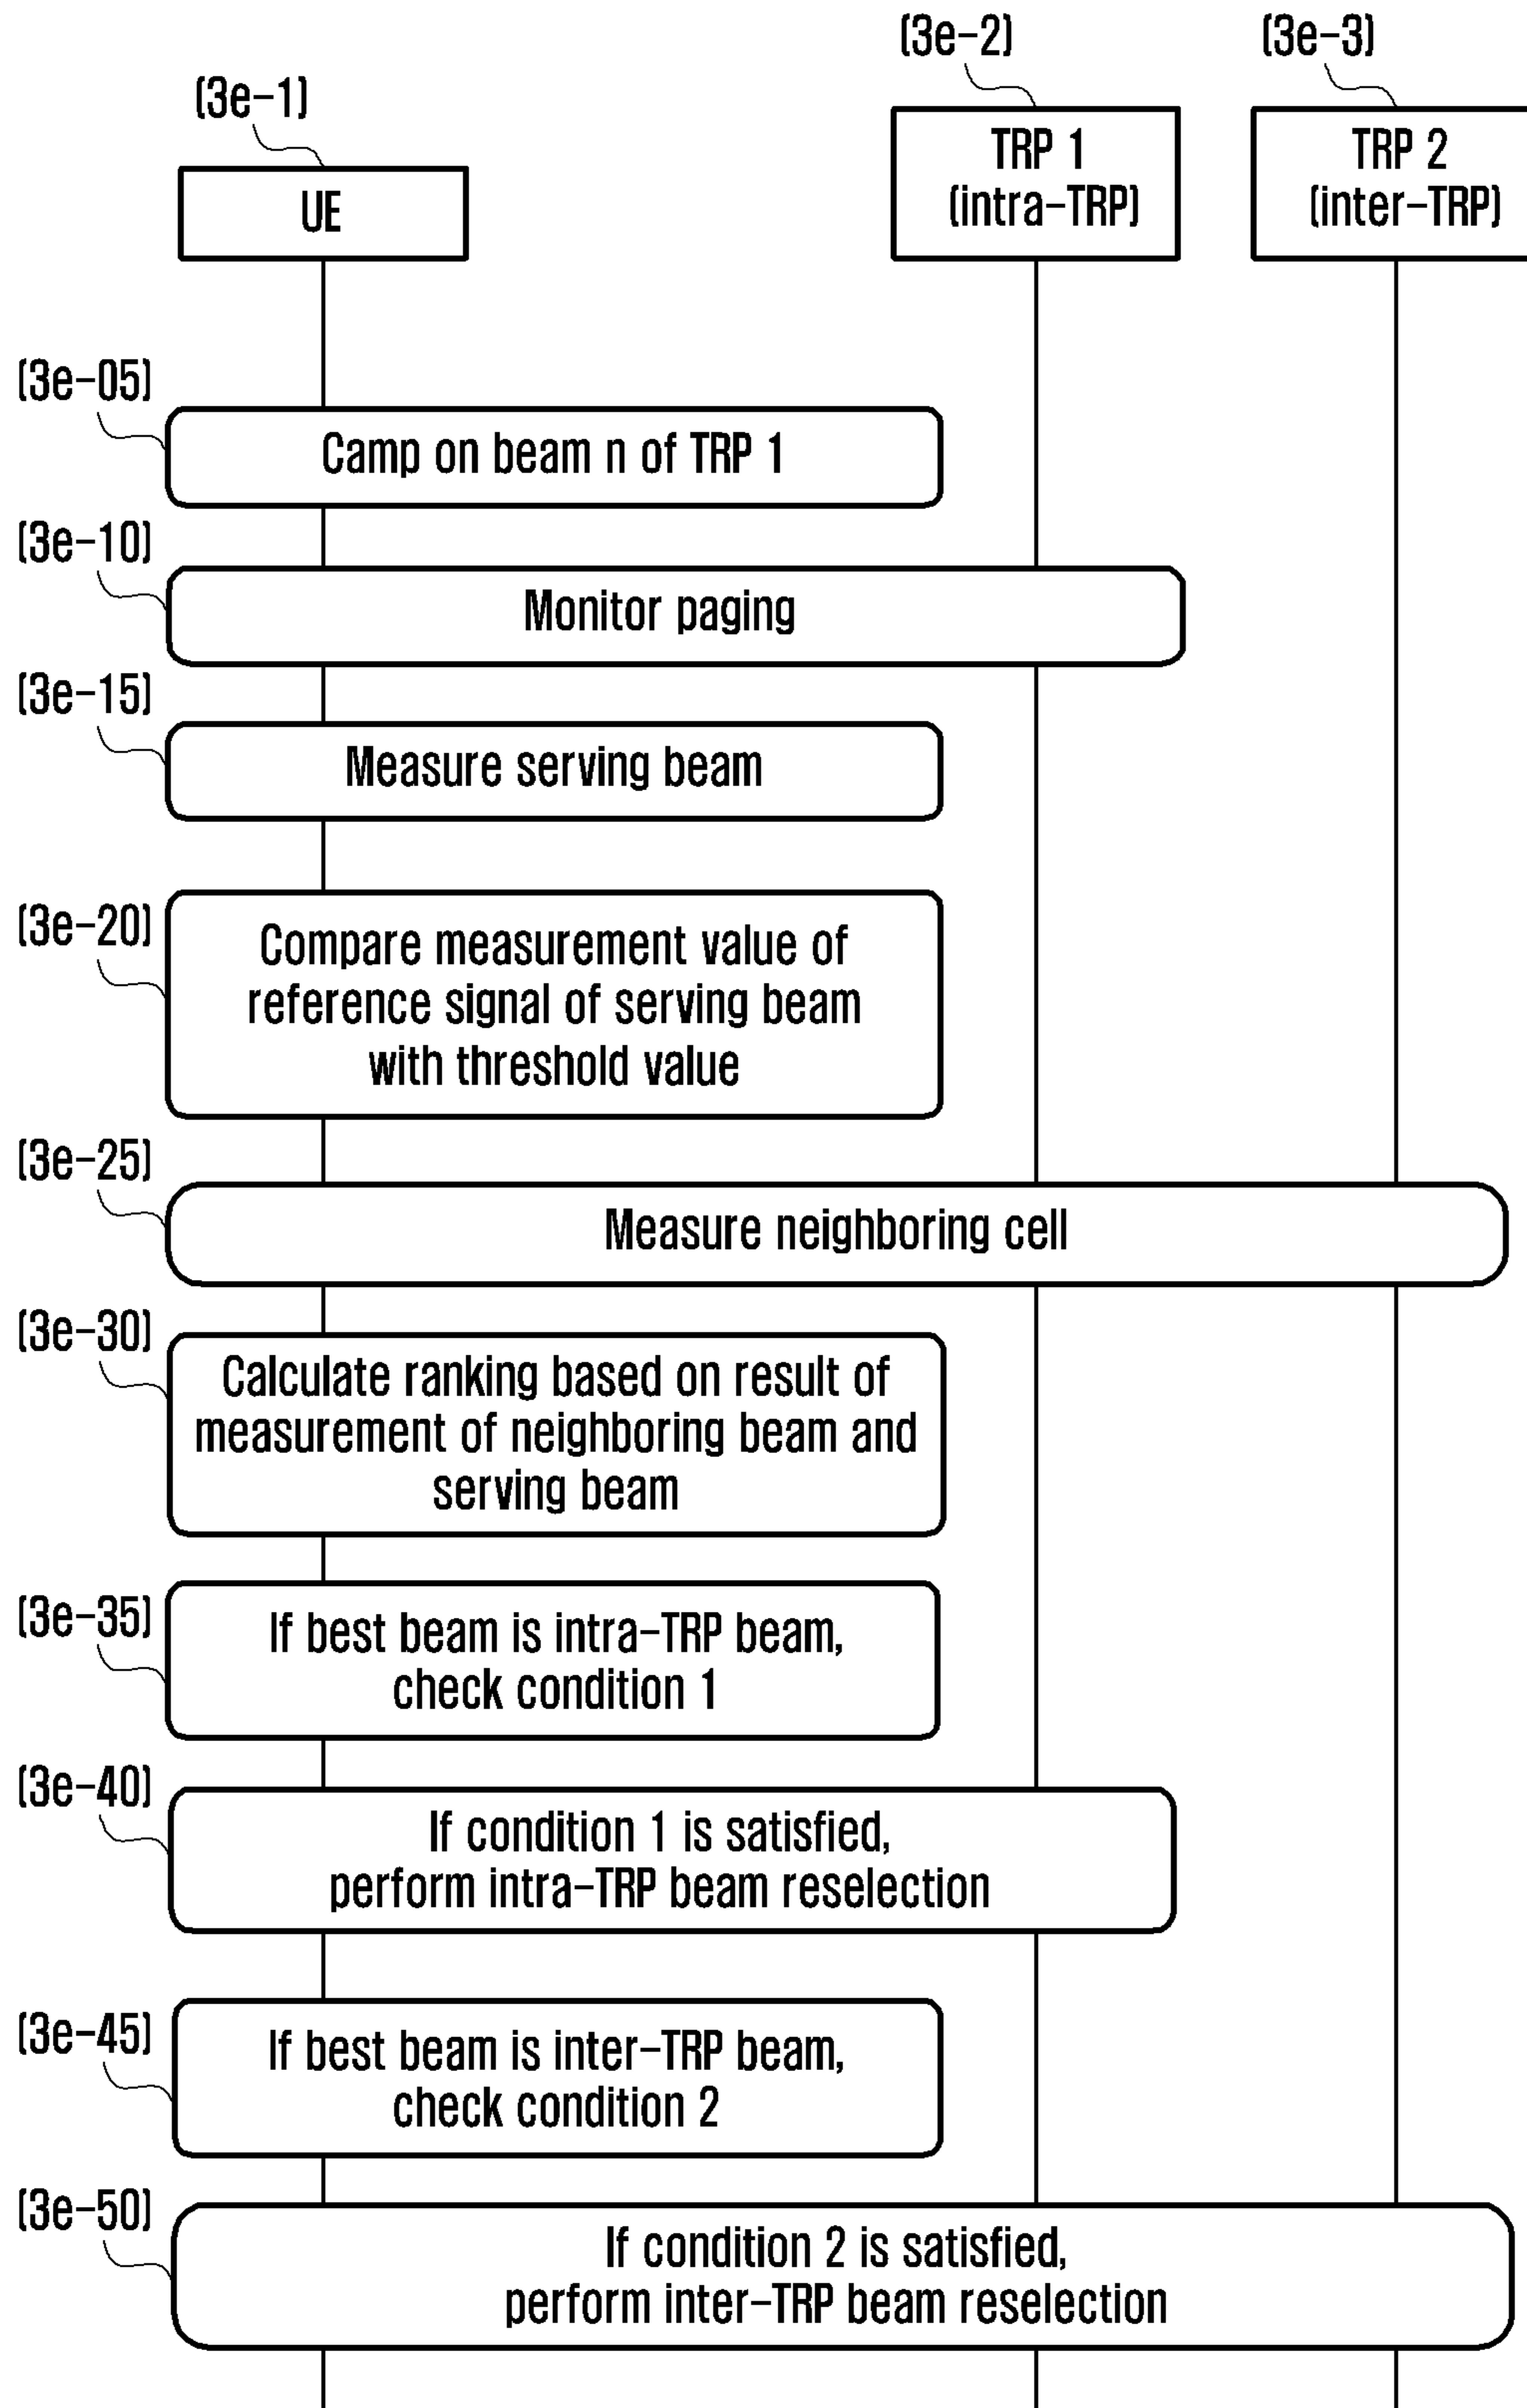 (3e-2)
(3e-3)
(3e-1)
TRP 1
(intra-TRP)
TRP 2
(inter-TRP)
UE
(3e-05)
Camp on beam n of TRP 1
(3e-10)
Monitor paging
(3e-15)
Measure serving beam
(3e-20)
Compare measurement value of
reference signal of serving beam
with threshold value
(3e-25)
Measure neighboring cell
(3e-30)
Calculate ranking based on result of
measurement of neighboring beam and
serving beam
(3e-35)
If best beam is intra-TRP beam,
check condition 1
(3e-40)
If condition 1 is satisfied,
perform intra-TRP beam reselection
(3e-45)
If best beam is inter-TRP beam,
check condition 2
(3e-50)
If condition 2 is satisfied,
perform inter-TRP beam reselection